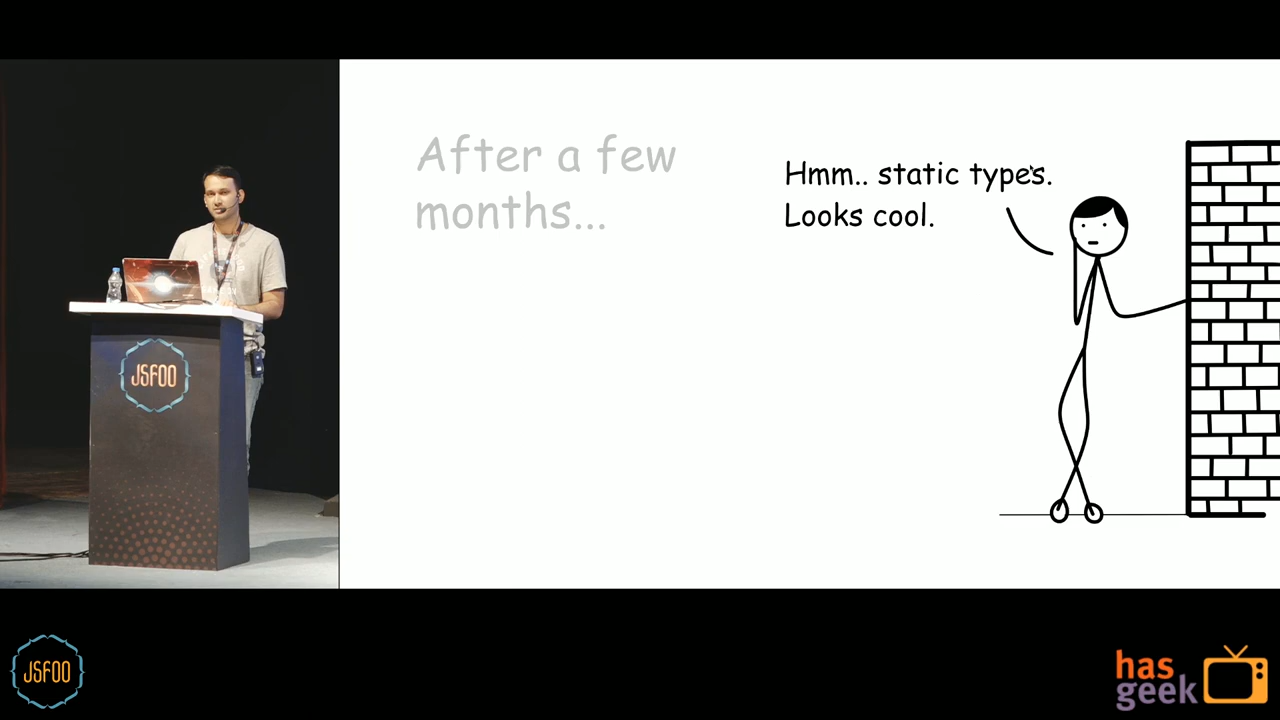 After a few
months...
Hmm.. static types.
Looks cool.
JSFOO
JSFOO
has
geek